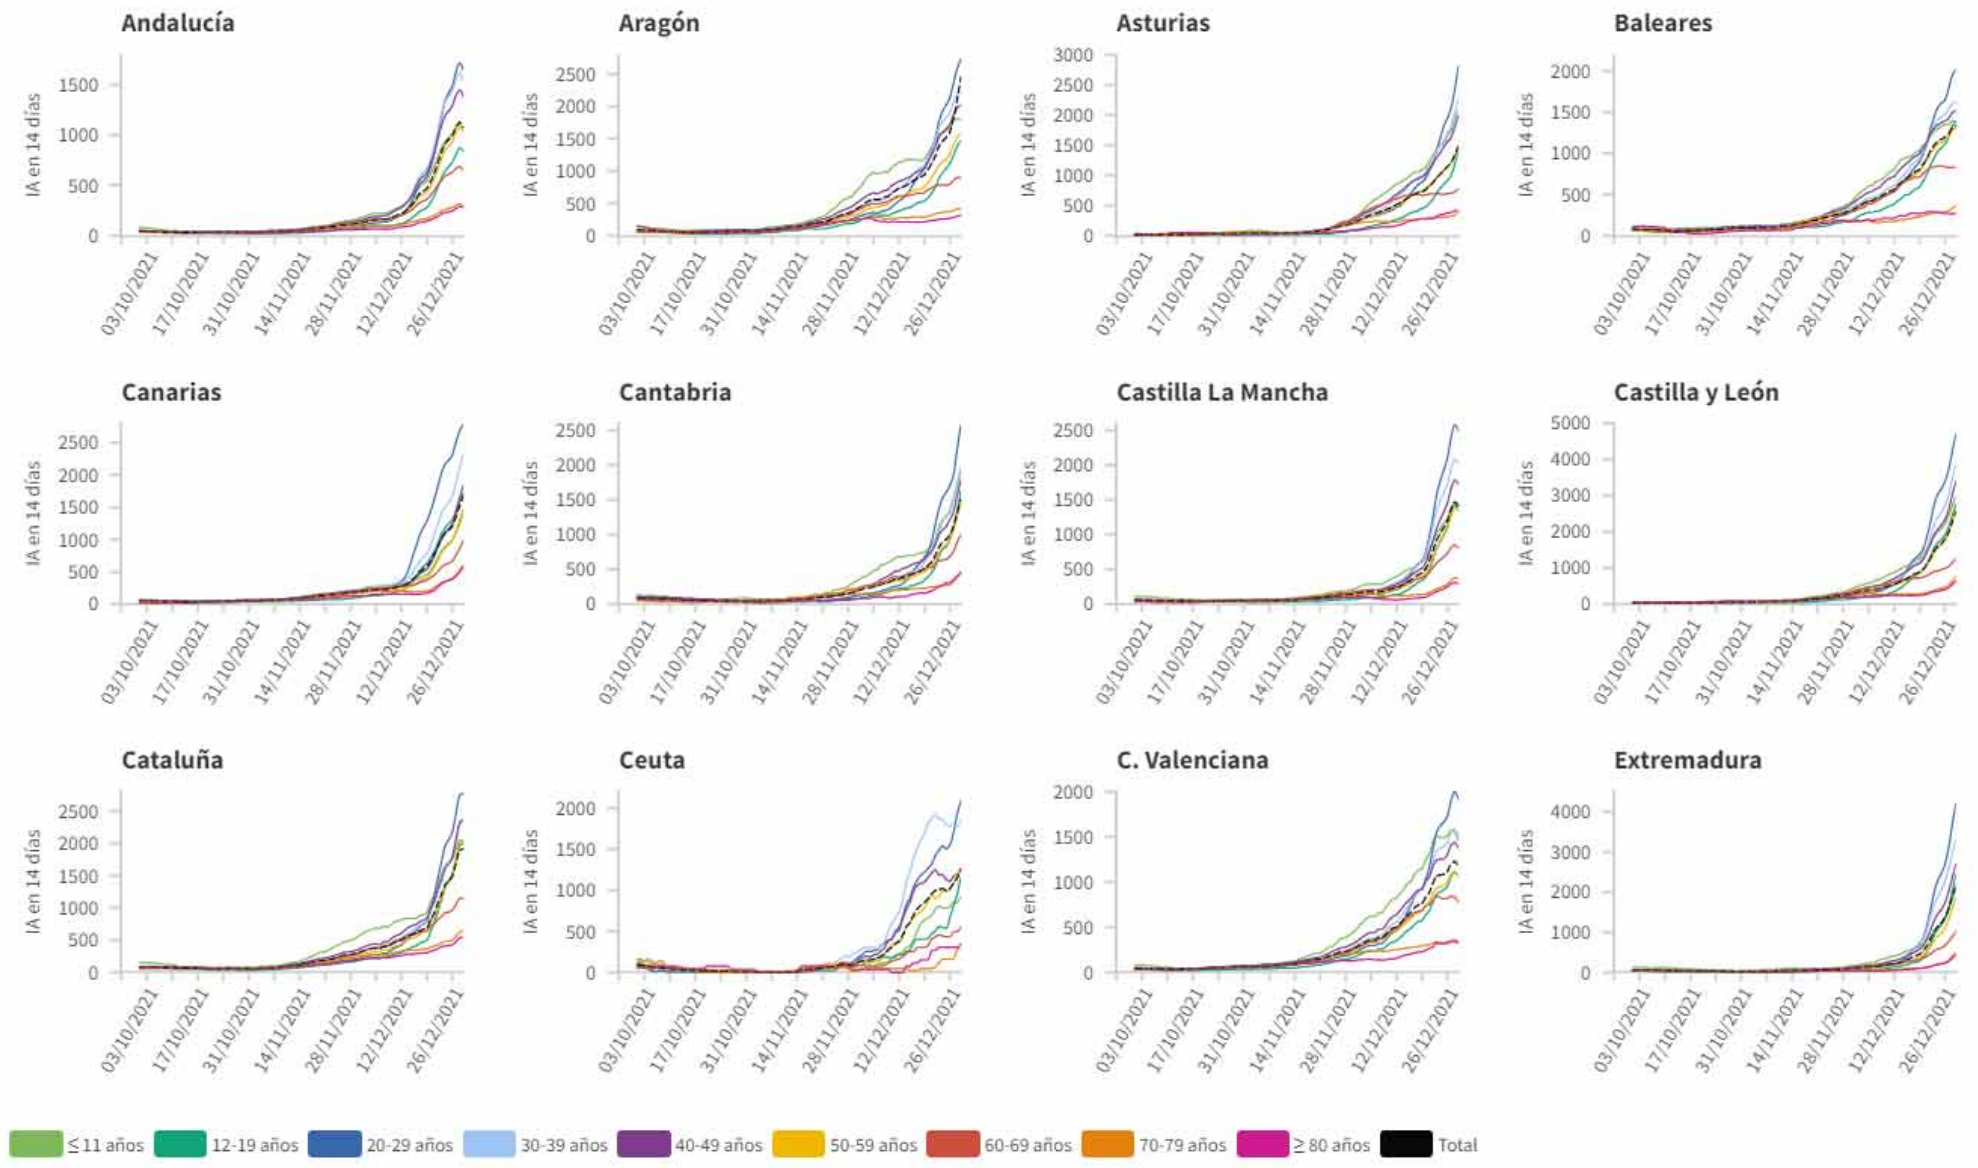 Andalucía
IA en 14 días
1500
1000
500
0
03/10/2021 17/10/2021 31/10/2021 14/11/2021 28/11/2021 12/12/2021 26/12/2021
Aragón
IA en 14 días
2500
2000
1500
1000
500
0
03/10/2021 17/10/2021 31/10/2021 14/11/2021 28/11/2021 12/12/2021 26/12/2021
Asturias
IA en 14 días
3000
3000
2500
2000
1500
1000
500
0
03/10/2021 17/10/2021 31/10/2021 14/11/2021 28/11/2021 12/12/2021 26/12/2021
Baleares
IA en 14 días
2000
1500
1000
500
0
03/10/2021 17/10/2021 31/10/2021 14/11/2021 28/11/2021 12/12/2021 26/12/2021
Canarias
IA en 14 días
2500
2000
1500
1000
500
0
03/10/2021 17/10/2021 31/10/2021 14/11/2021 28/11/2021 12/12/2021 26/12/2021
Cantabria
IA en 14 días
2500
2000
1500
1000
500
0
03/10/2021 17/10/2021 31/10/2021 14/11/2021 28/11/2021 12/12/2021 26/12/2021
Castilla La Mancha
IA en 14 días
2500
2000
1500
1000
500
0
03/10/2021 17/10/2021 31/10/2021 14/11/2021 28/11/2021 12/12/2021 26/12/2021
Castilla y León
IA en 14 días
5000
4000
3000
2000
1000
0
03/10/2021 17/10/2021 31/10/2021 14/11/2021 28/11/2021 12/12/2021 26/12/2021
Cataluña
IA en 14 días
2500
2000
1500
1000
500
0
03/10/2021 17/10/2021 31/10/2021 14/11/2021 28/11/2021 12/12/2021 26/12/2021
Ceuta
IA en 14 días
2000
1500
1000
500
0
03/10/2021 17/10/2021 31/10/2021 14/11/2021 28/11/2021 12/12/2021 26/12/2021
C. Valenciana
IA en 14 días
2000
1500
1000
500
0
03/10/2021 17/10/2021 31/10/2021 14/11/2021 28/11/2021 12/12/2021 26/12/2021
Extremadura
IA en 14 días
4000
3000
2000
1000
0
03/10/2021 17/10/2021 31/10/2021 14/11/2021 28/11/2021 12/12/2021 26/12/2021
≤ 11 años 12-19 años 20-29 años 30-39 años 40-49 años 50-59 años 60-69 años 70-79 años ≥ 80 años Total